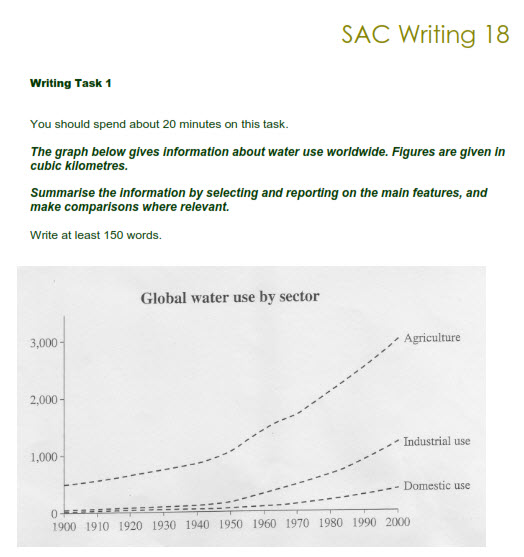 SAC Writing 18
Writing Task 1
You should spend about 20 minutes on this task.
The graph below gives information about water use worldwide. Figures are given in
cubic kilometres.
Summarise the information by selecting and reporting on the main features, and
make comparisons where relevant.
Write at least 150 words.
Global water use by sector
3,000
Agriculture
2,000
1,000
Industrial use
Domestic use
0
1900 1910 1920 1930 1940 1950 1960 1970 1980 1990 2000